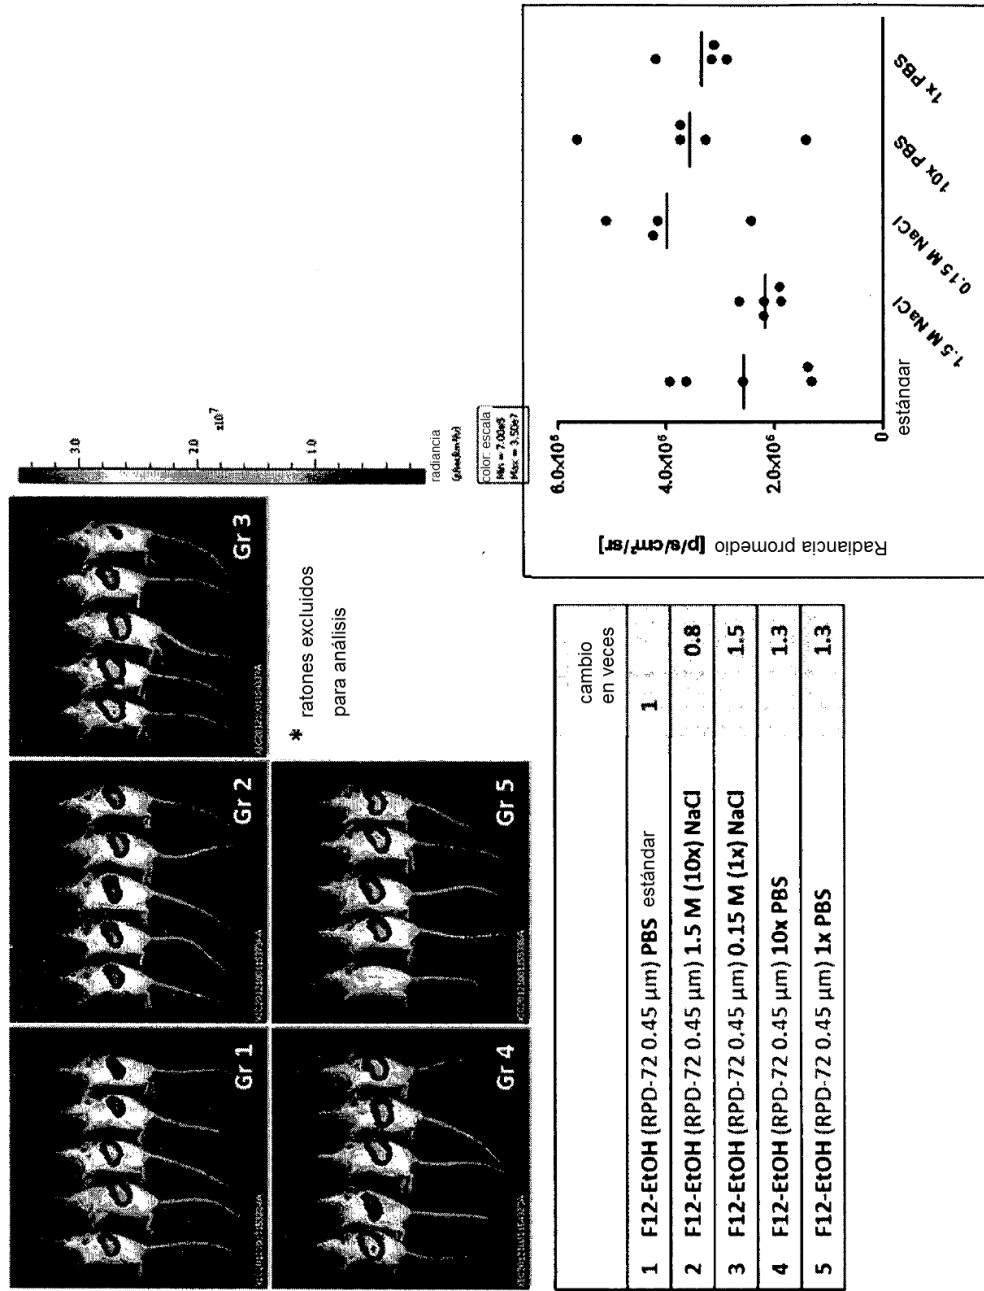 Gr 1
Gr 2
Gr 3
Gr 4
Gr 5
* ratones excluidos
para análisis
3.0
2.0
x10⁷
1.0
radiancia
color: escala
Min = 7.00e5
Max = 3.50e7
cambio
en veces
1 F12-EtOH (RPD-72 0.45 µm) PBS estándar 1
2 F12-EtOH (RPD-72 0.45 µm) 1.5 M (10x) NaCl 0.8
3 F12-EtOH (RPD-72 0.45 µm) 0.15 M (1x) NaCl 1.5
4 F12-EtOH (RPD-72 0.45 µm) 10x PBS 1.3
5 F12-EtOH (RPD-72 0.45 µm) 1x PBS 1.3
Radiancia promedio [p/s/cm²/sr]
6.0x10⁶
4.0x10⁶
2.0x10⁶
0
estándar
1.5 M NaCl
0.15 M NaCl
10x PBS
1x PBS